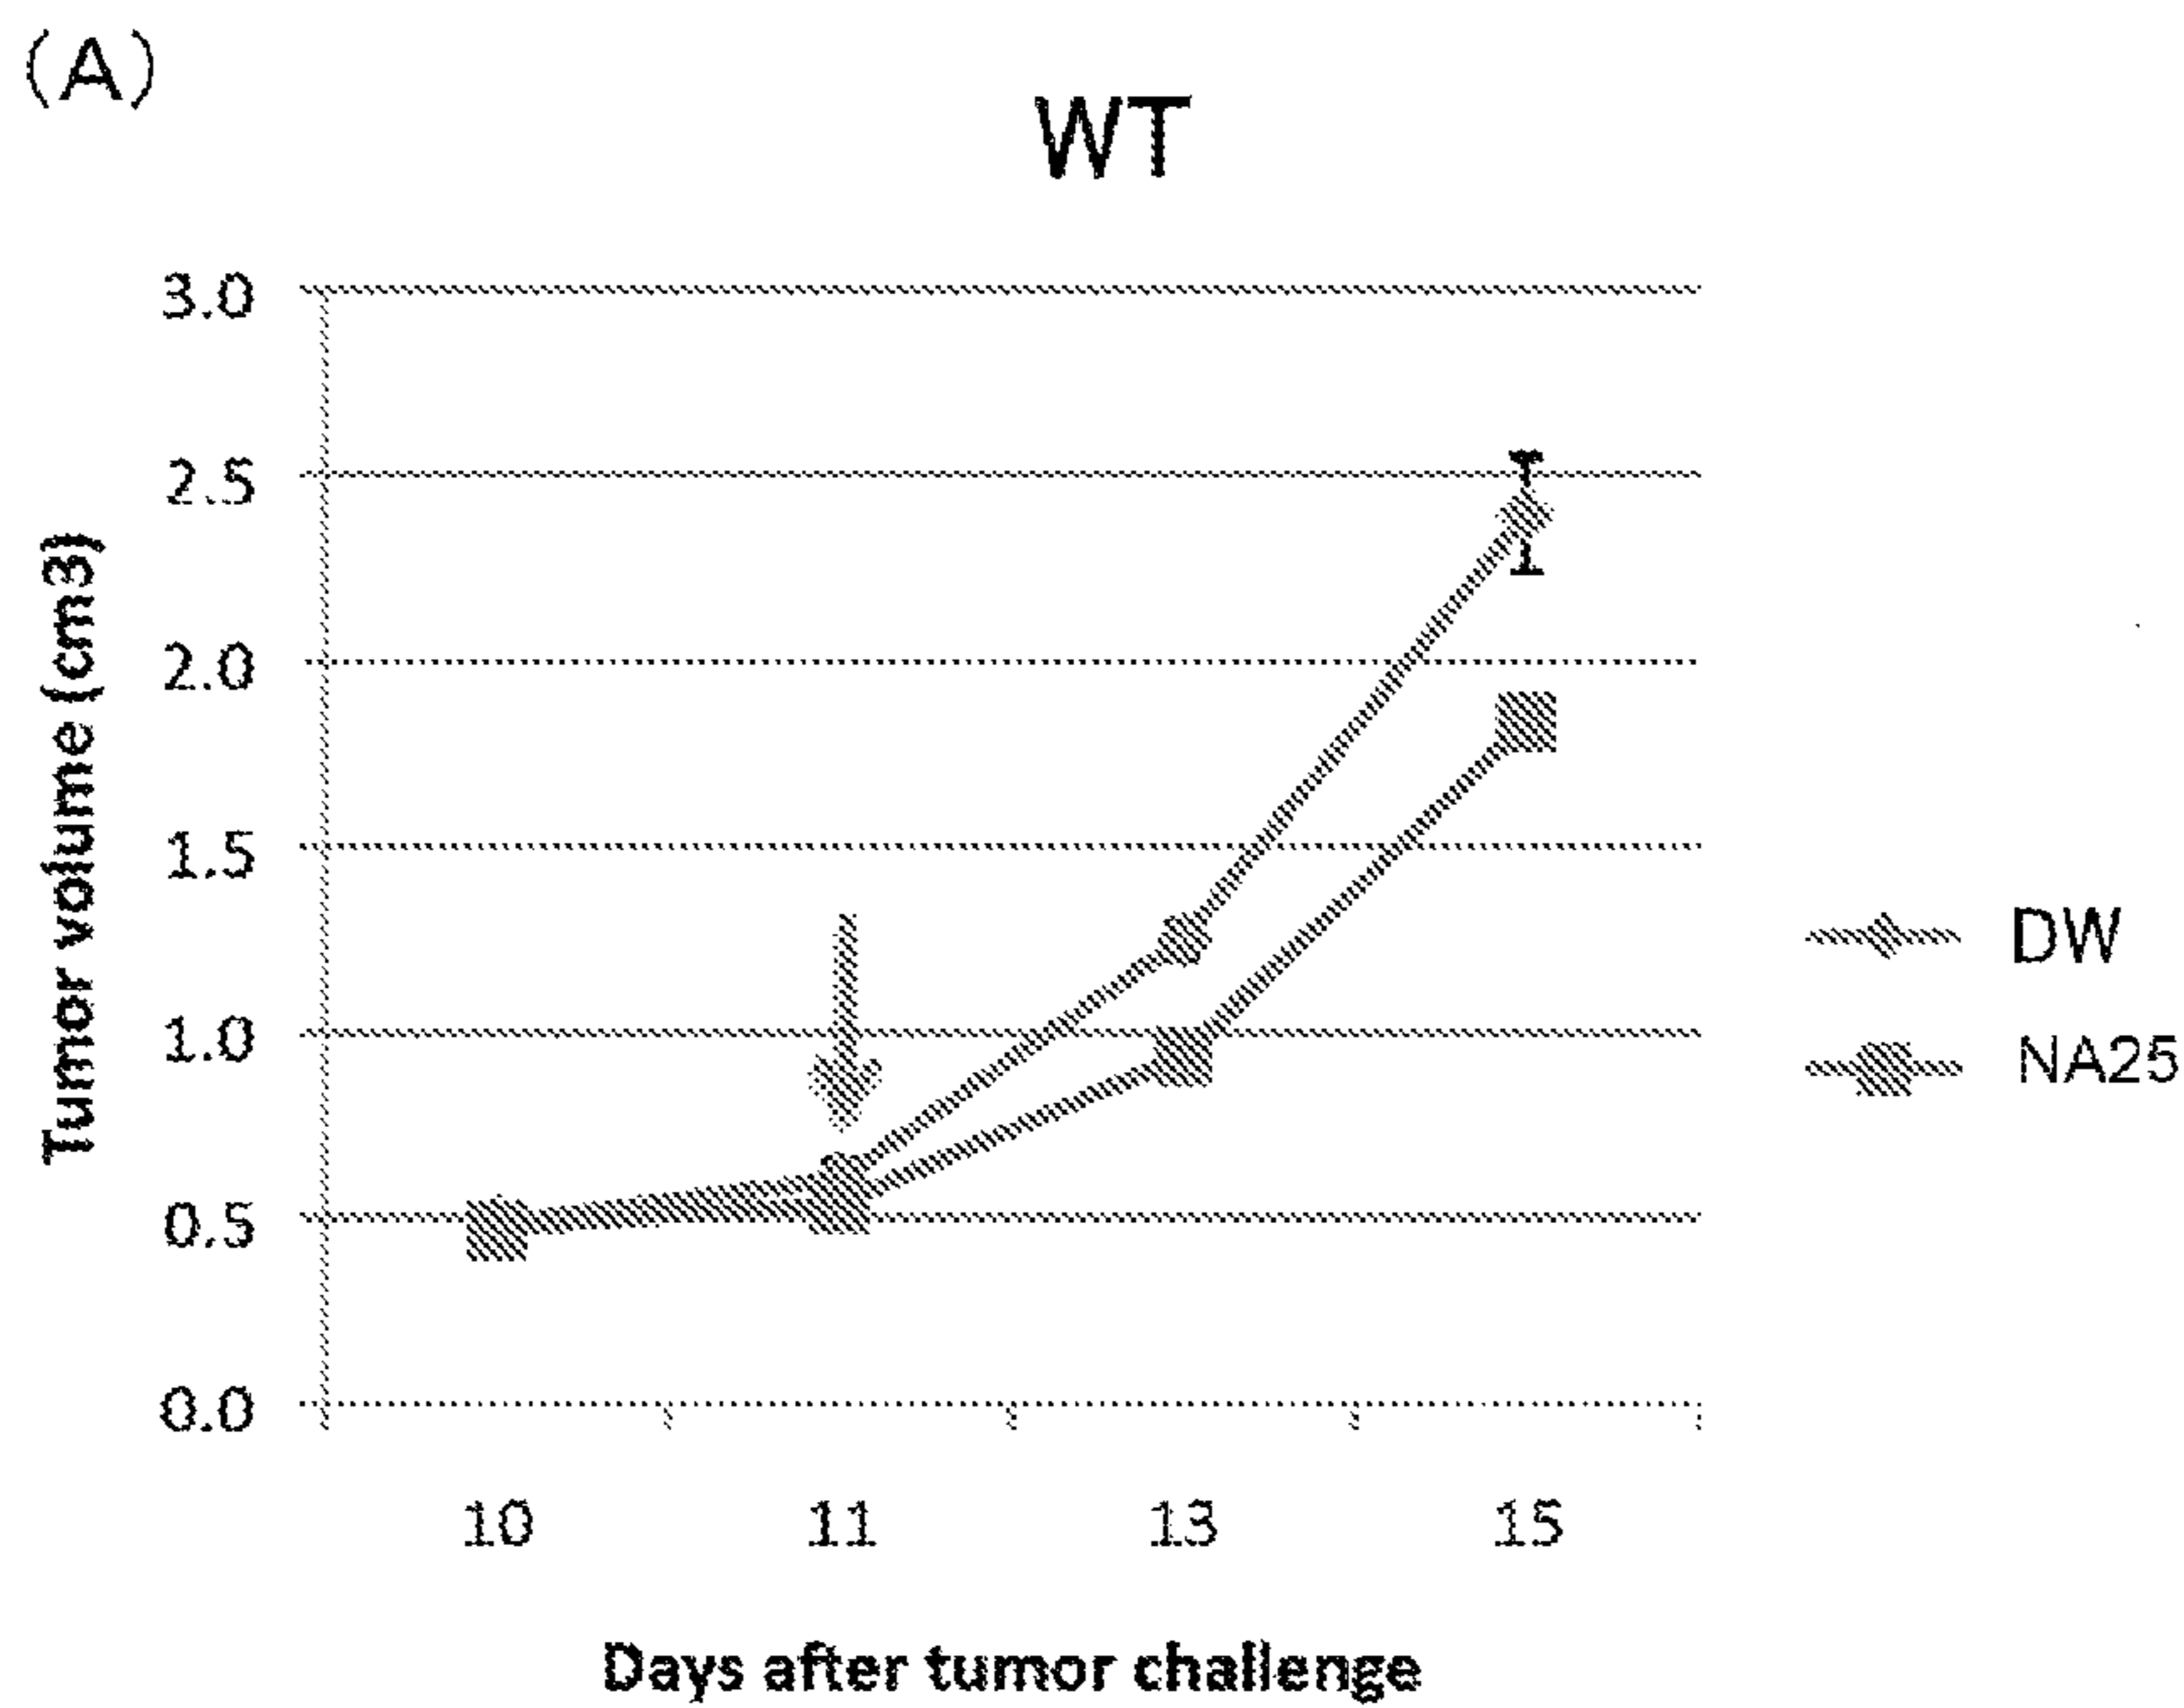 (A)
WT
3.0
2.5
2.0
1.5
1.0
0.5
0.0
Tumor volume (cm3)
10 11 13 15
Days after tumor challenge
DW
NA25